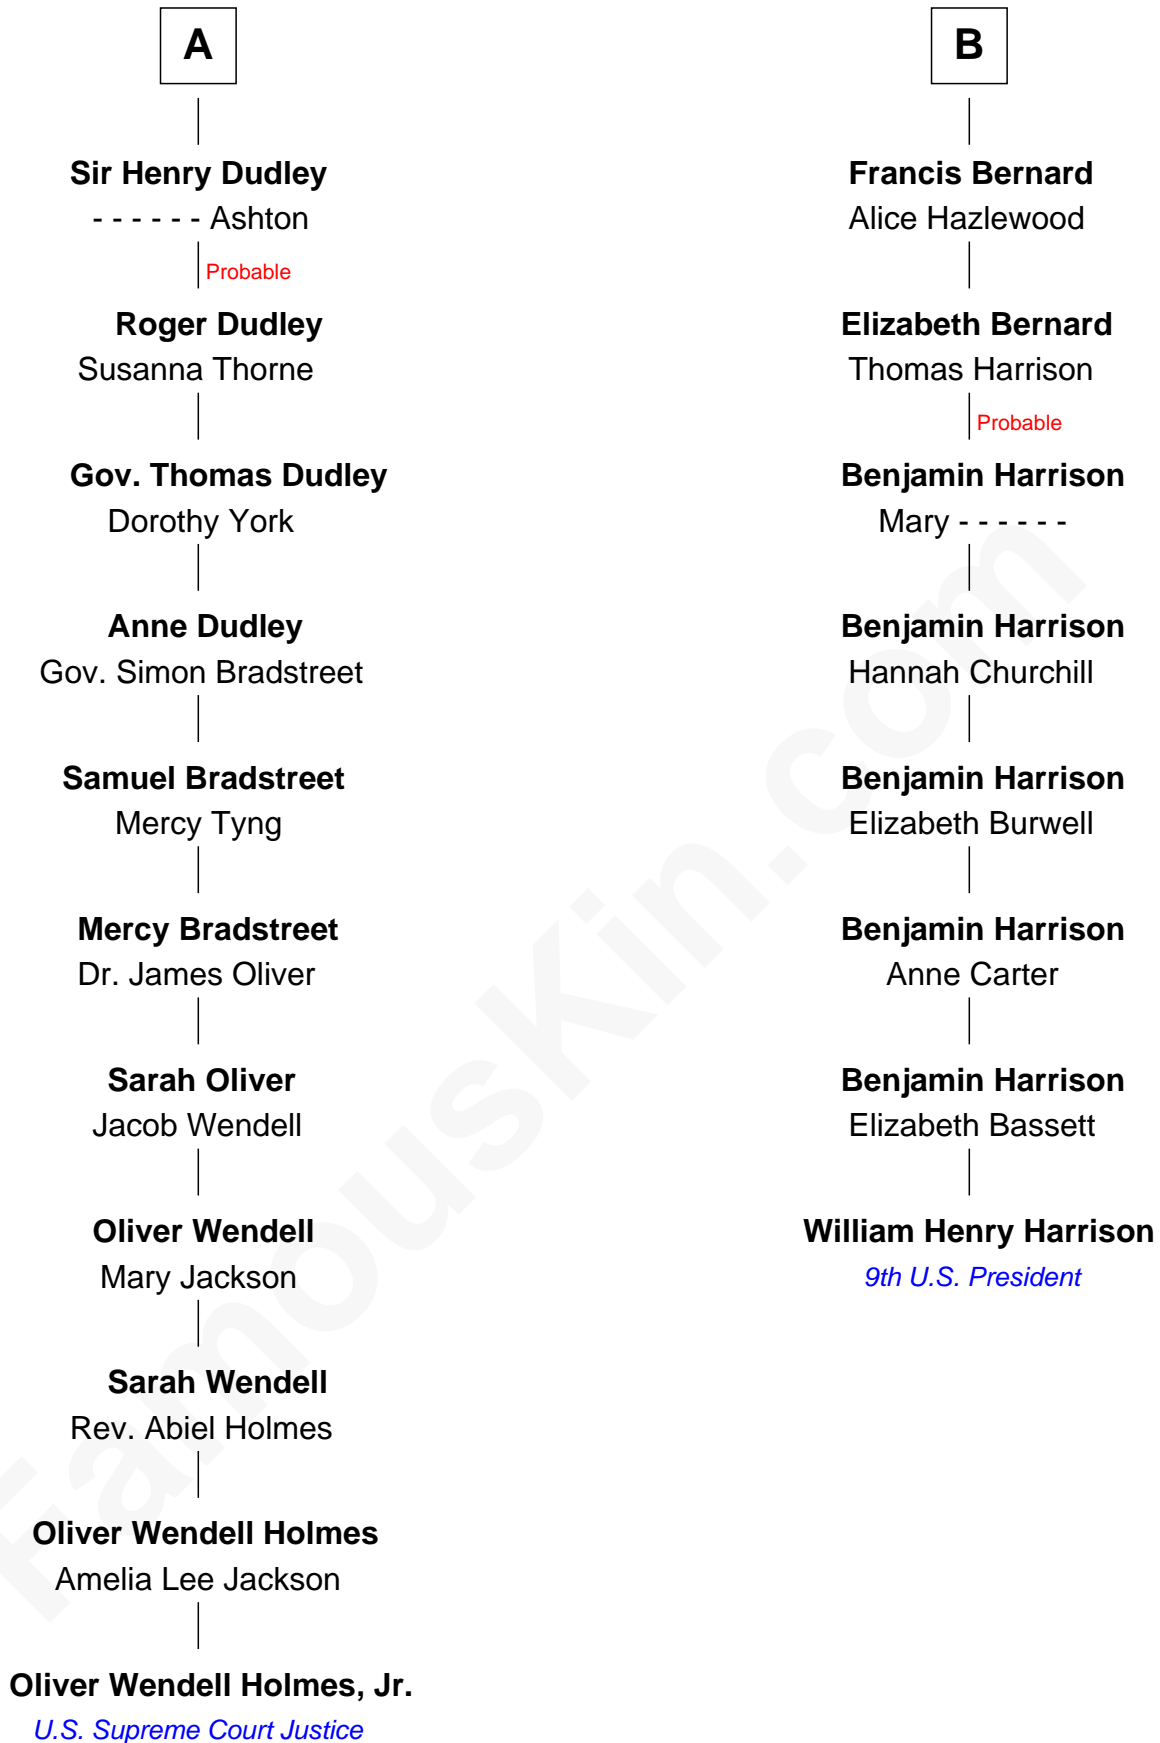 A
Sir Henry Dudley
- - - - - - Ashton
Probable
Roger Dudley
Susanna Thorne
Gov. Thomas Dudley
Dorothy York
Anne Dudley
Gov. Simon Bradstreet
Samuel Bradstreet
Mercy Tyng
Mercy Bradstreet
Dr. James Oliver
Sarah Oliver
Jacob Wendell
Oliver Wendell
Mary Jackson
Sarah Wendell
Rev. Abiel Holmes
Oliver Wendell Holmes
Amelia Lee Jackson
Oliver Wendell Holmes, Jr.
U.S. Supreme Court Justice
B
Francis Bernard
Alice Hazlewood
Elizabeth Bernard
Thomas Harrison
Probable
Benjamin Harrison
Mary - - - - - -
Benjamin Harrison
Hannah Churchill
Benjamin Harrison
Elizabeth Burwell
Benjamin Harrison
Anne Carter
Benjamin Harrison
Elizabeth Bassett
William Henry Harrison
9th U.S. President
FamousKin.com